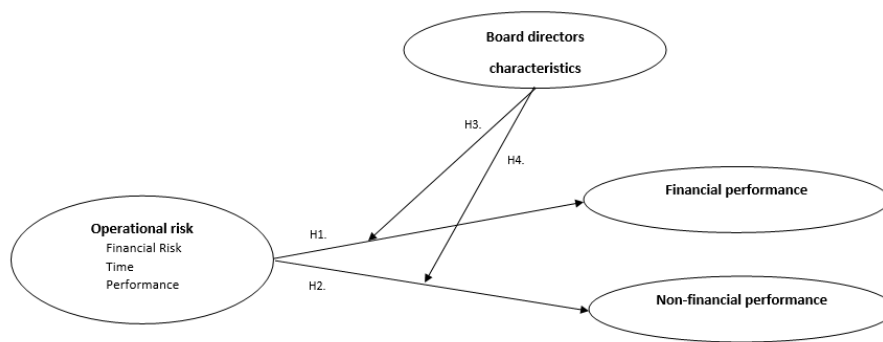 Board directors
characteristics
H3.
H4.
Financial performance
Operational risk
Financial Risk
Time
Performance
H1.
H2.
Non-financial performance